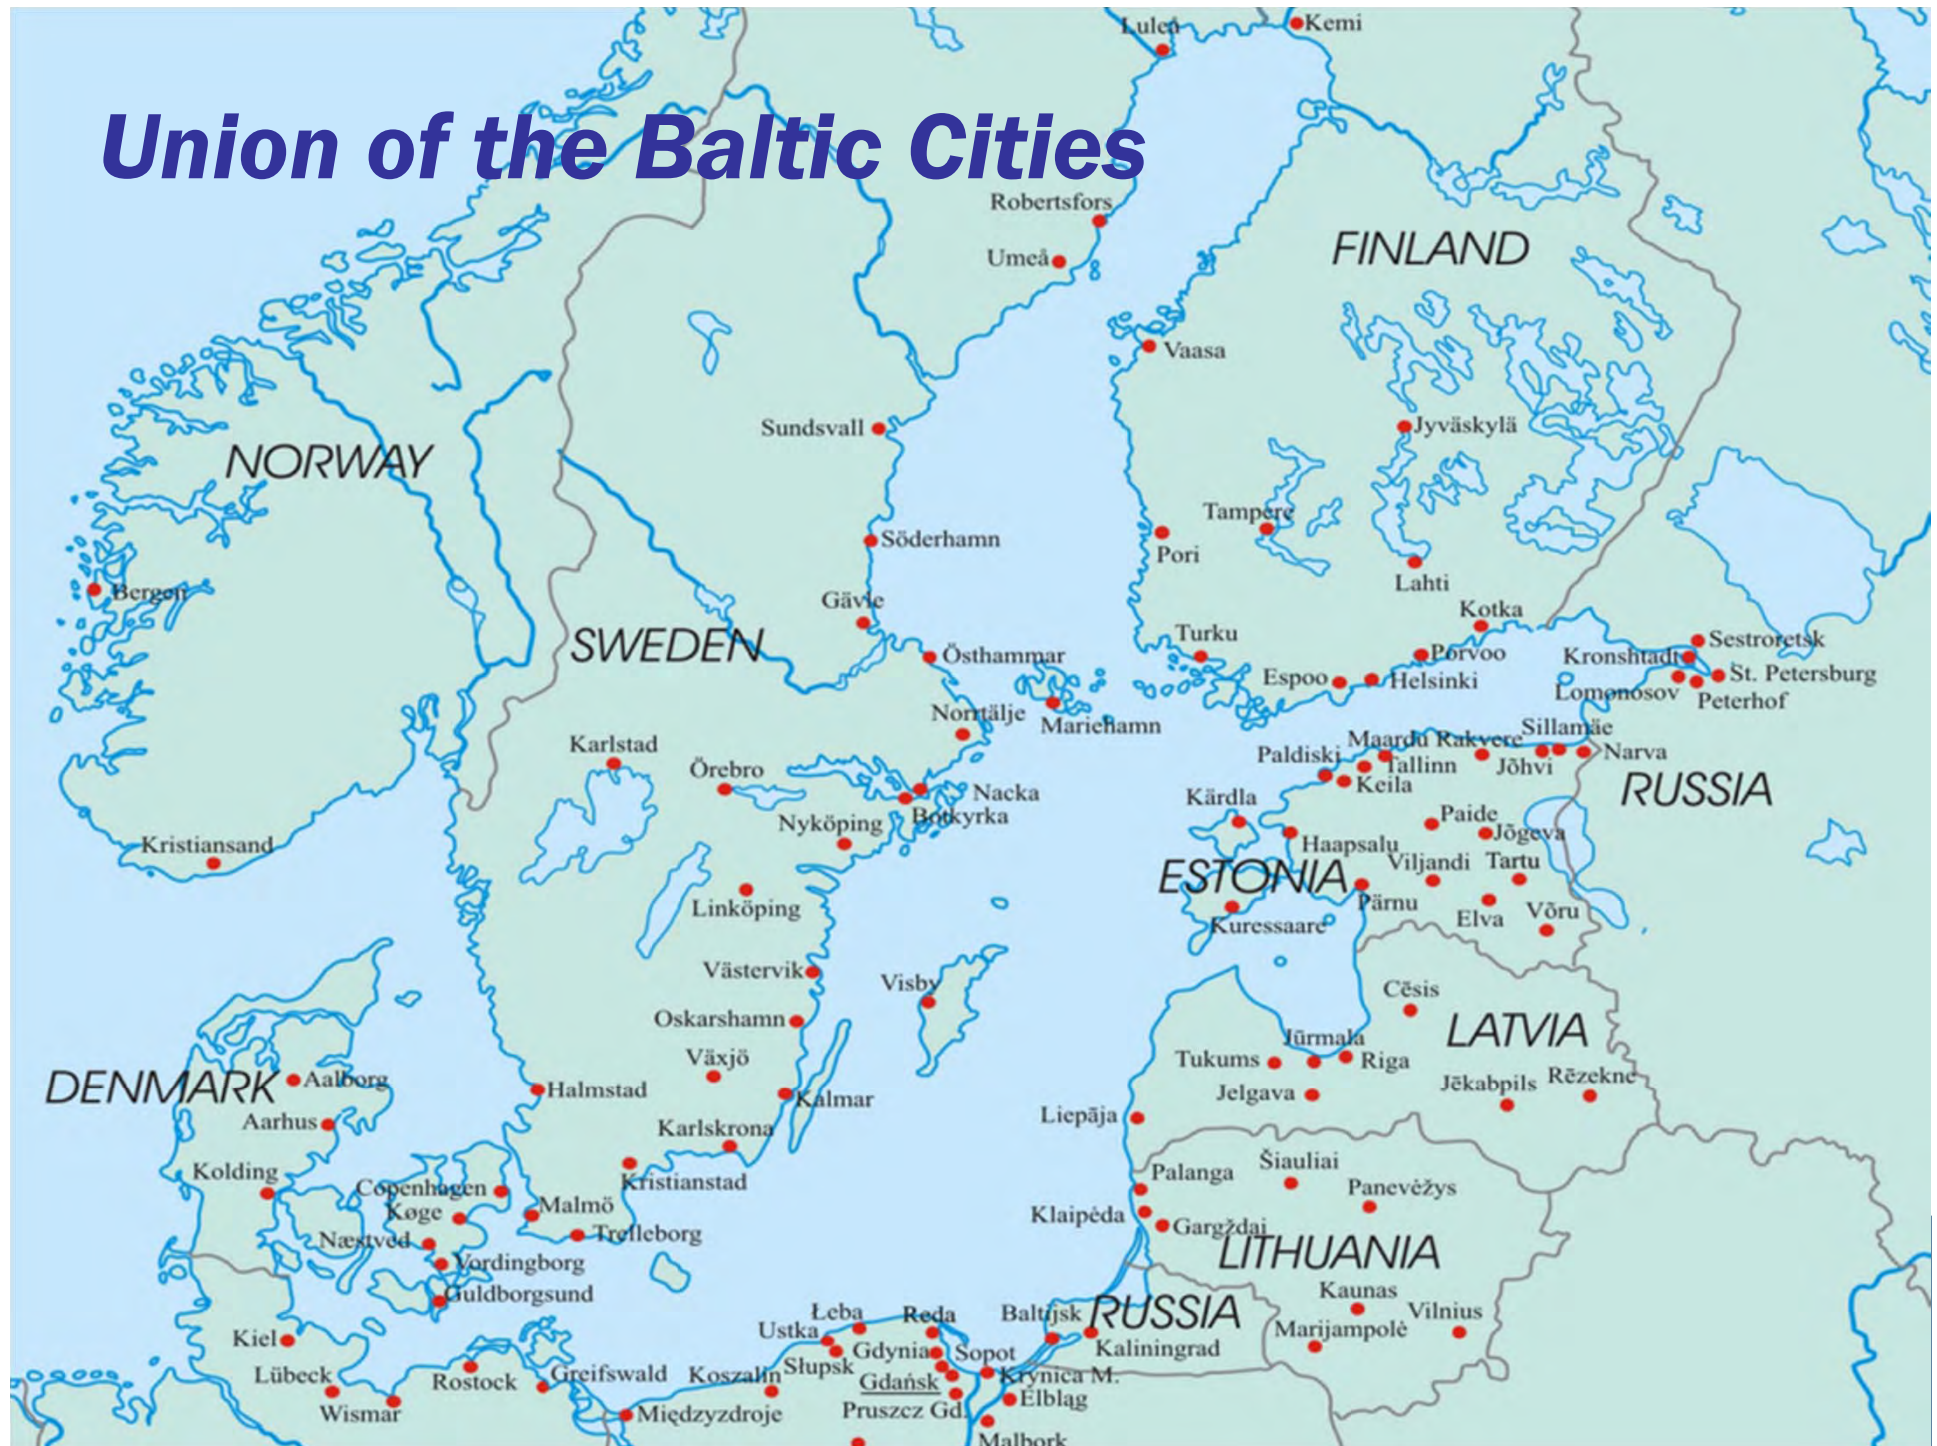 Luleå
Kemi
Union of the Baltic Cities
Robertsfors
Umeå
FINLAND
Vaasa
Sundsvall
Jyväskylä
NORWAY
Tampere
Söderhamn
Pori
Lahti
Bergen
Gävle
Kotka
SWEDEN
Turku
Östhammar
Porvoo
Sestroretsk
Kronshtadt
Espoo
Helsinki
St. Petersburg
Lomonosov
Peterhof
Norrtälje
Mariehamn
Karlstad
Sillamäe
Maardu
Rakvere
Narva
Paldiski
Tallinn
Jõhvi
Örebro
Keila
RUSSIA
Nacka
Kärdla
Botkyrka
Nyköping
Paide
Jõgeva
Kristiansand
Haapsalu
Viljandi
Tartu
ESTONIA
Linköping
Pärnu
Elva
Võru
Kuressaare
Västervik
Visby
Cēsis
Oskarshamn
LATVIA
Jūrmala
Växjö
Tukums
Riga
DENMARK
Aalborg
Halmstad
Jēkabpils
Rēzekne
Kalmar
Jelgava
Aarhus
Karlskrona
Liepāja
Kolding
Palanga
Šiauliai
Copenhagen
Kristianstad
Panevėžys
Køge
Malmö
Klaipėda
Gargždai
Næstved
Trelleborg
LITHUANIA
Vordingborg
Guldborgsund
Kaunas
Łeba
Reda
Baltijsk
RUSSIA
Vilnius
Kiel
Ustka
Marijampolė
Gdynia
Sopot
Kaliningrad
Słupsk
Lübeck
Rostock
Greifswald
Koszalin
Gdańsk
Krynica M.
Elbląg
Wismar
Międzyzdroje
Pruszcz Gd.
Malbork